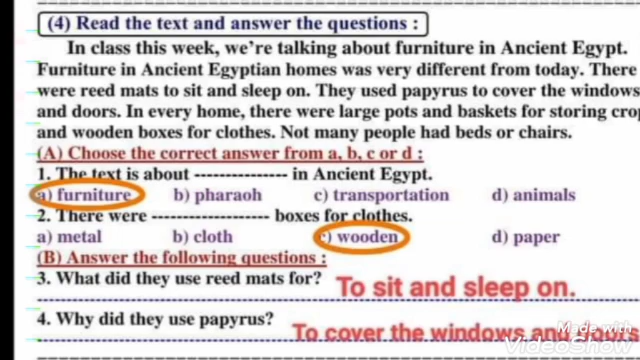 (4) Read the text and answer the questions :
In class this week, we're talking about furniture in Ancient Egypt.
Furniture in Ancient Egyptian homes was very different from today. There
were reed mats to sit and sleep on. They used papyrus to cover the windows
and doors. In every home, there were large pots and baskets for storing crop
and wooden boxes for clothes. Not many people had beds or chairs.
(A) Choose the correct answer from a, b, c or d :
1. The text is about ---------------- in Ancient Egypt.
a) furniture b) pharaoh c) transportation d) animals
2. There were -------------------- boxes for clothes.
a) metal b) cloth c) wooden d) paper
(B) Answer the following questions :
3. What did they use reed mats for? To sit and sleep on.
4. Why did they use papyrus? To cover the windows and
Made with
VideoShow